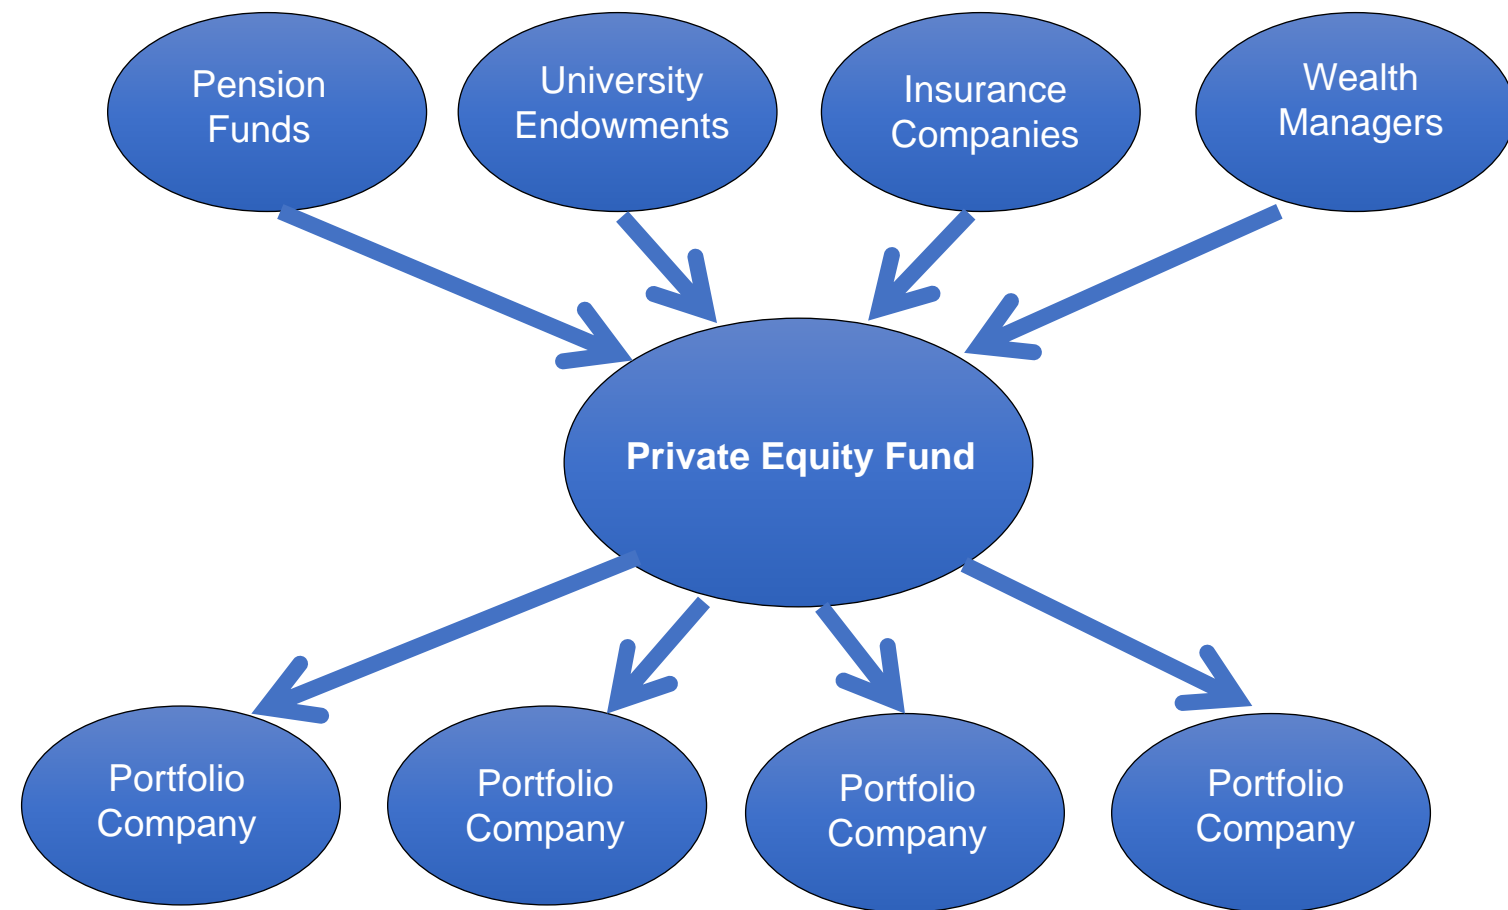 Pension
Funds
University
Endowments
Insurance
Companies
Wealth
Managers
Private Equity Fund
Portfolio
Company
Portfolio
Company
Portfolio
Company
Portfolio
Company